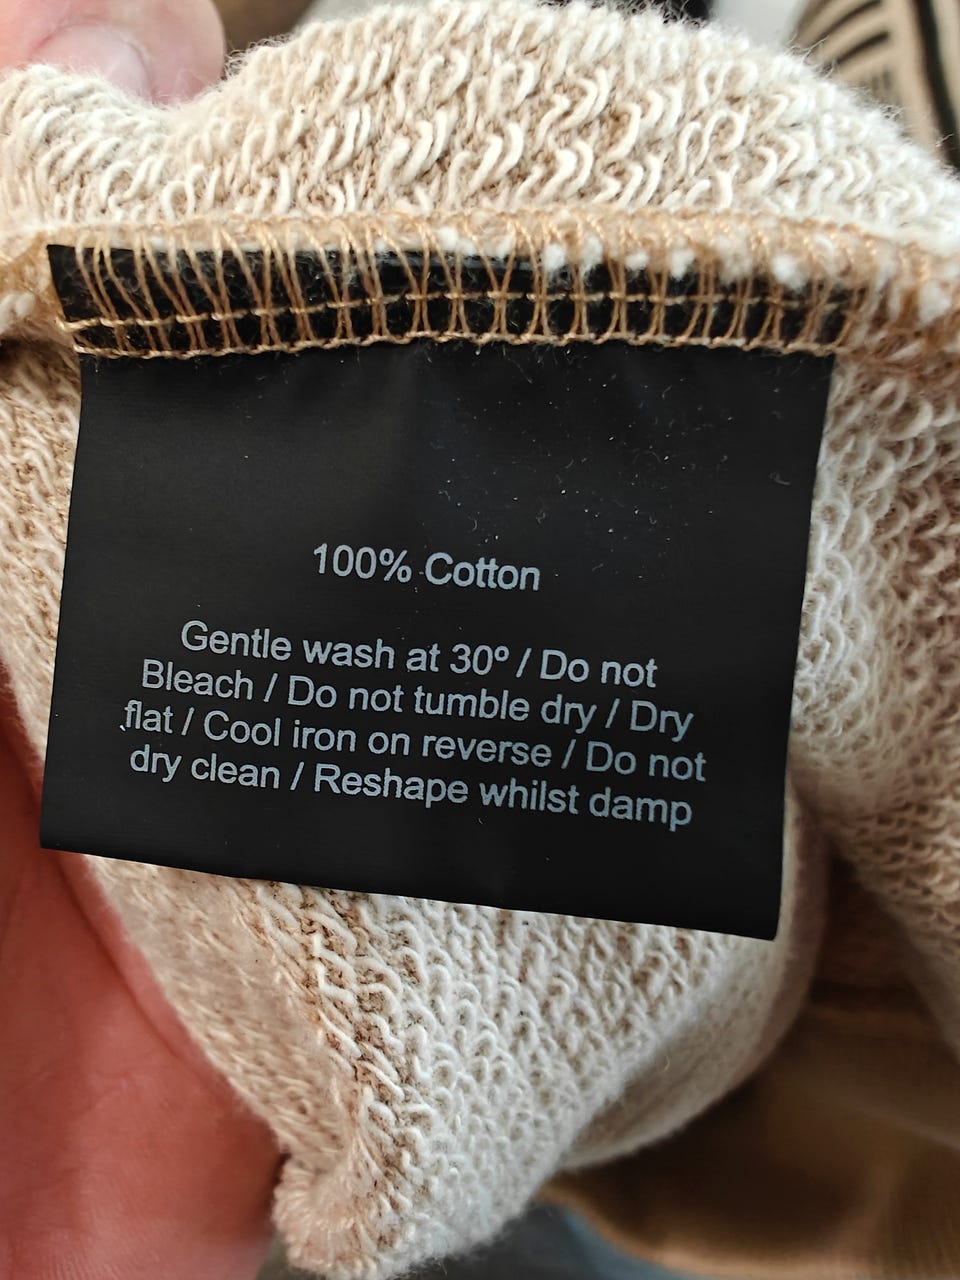 100% Cotton
Gentle wash at 30º / Do not
Bleach / Do not tumble dry / Dry
flat / Cool iron on reverse / Do not
dry clean / Reshape whilst damp